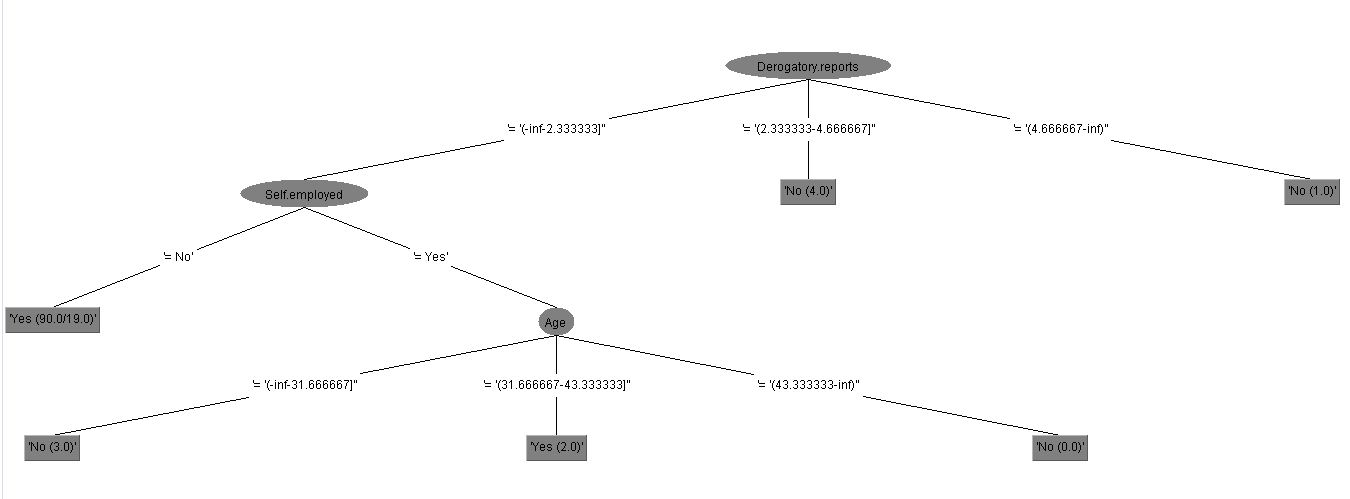 Derogatory.reports
'= '(-inf-2.333333]''
'= '(2.333333-4.666667]''
'= '(4.666667-inf)''
Self.employed
'No (4.0)'
'No (1.0)'
'= No'
'= Yes'
'Yes (90.0/19.0)'
Age
'= '(-inf-31.666667]''
'= '(31.666667-43.333333]''
'= '(43.333333-inf)''
'No (3.0)'
'Yes (2.0)'
'No (0.0)'